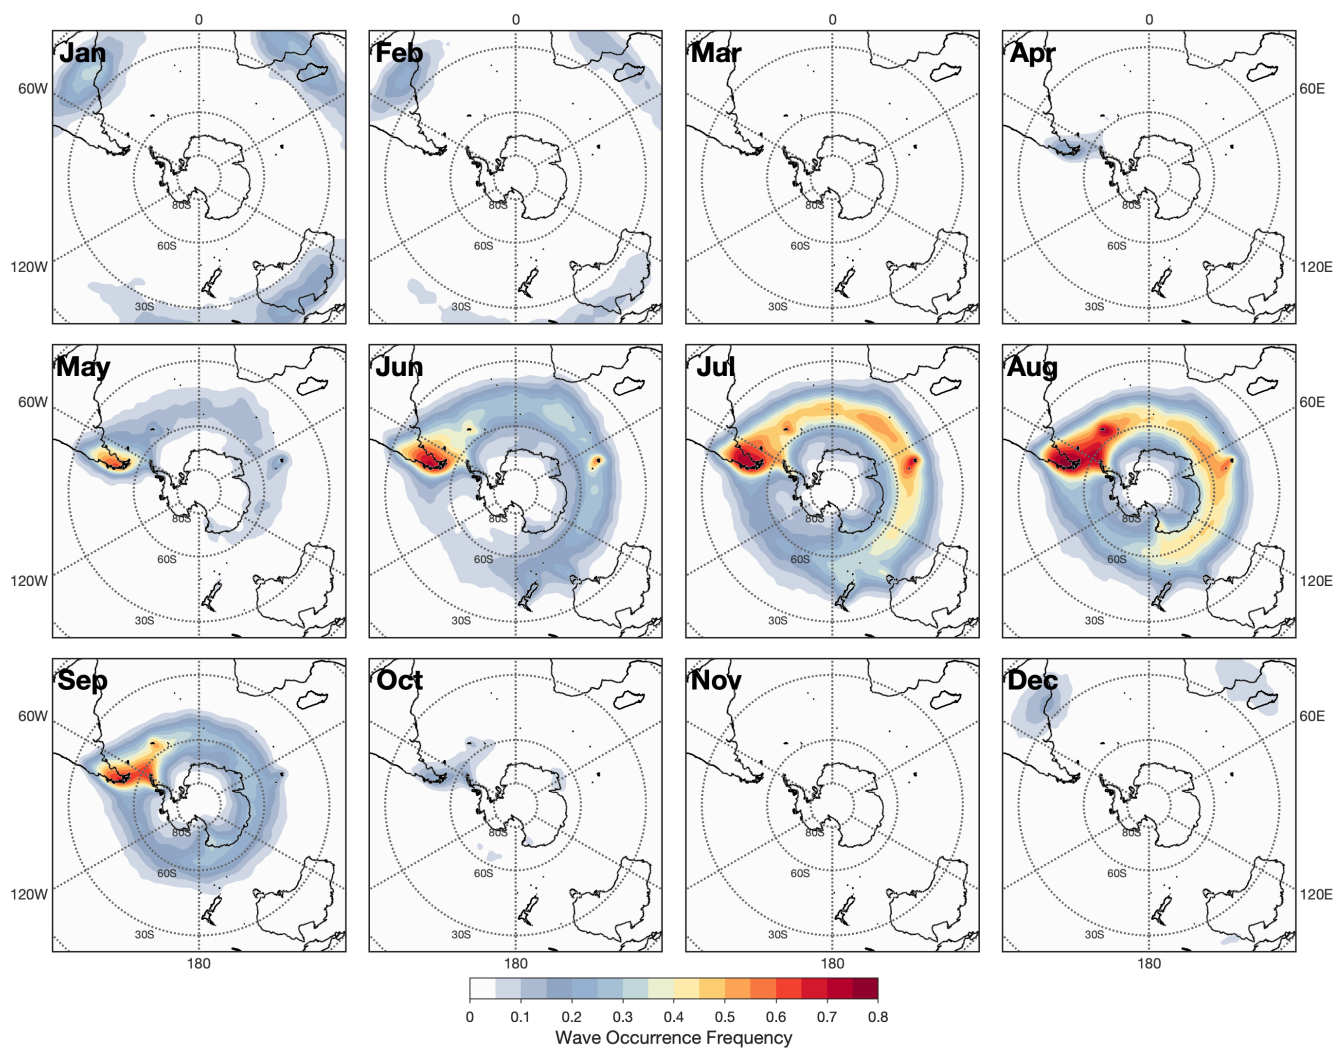 0 0 0 0
Jan Feb Mar Apr
60W 60E
80S 80S 80S 80S
60S 60S 60S 60S
120W 120E
30S 30S 30S 30S
May Jun Jul Aug
60W 60E
80S 80S 80S 80S
60S 60S 60S 60S
120W 120E
30S 30S 30S 30S
Sep Oct Nov Dec
60W 60E
80S 80S 80S 80S
60S 60S 60S 60S
120W 120E
30S 30S 30S 30S
180 180 180 180
0 0.1 0.2 0.3 0.4 0.5 0.6 0.7 0.8
Wave Occurrence Frequency